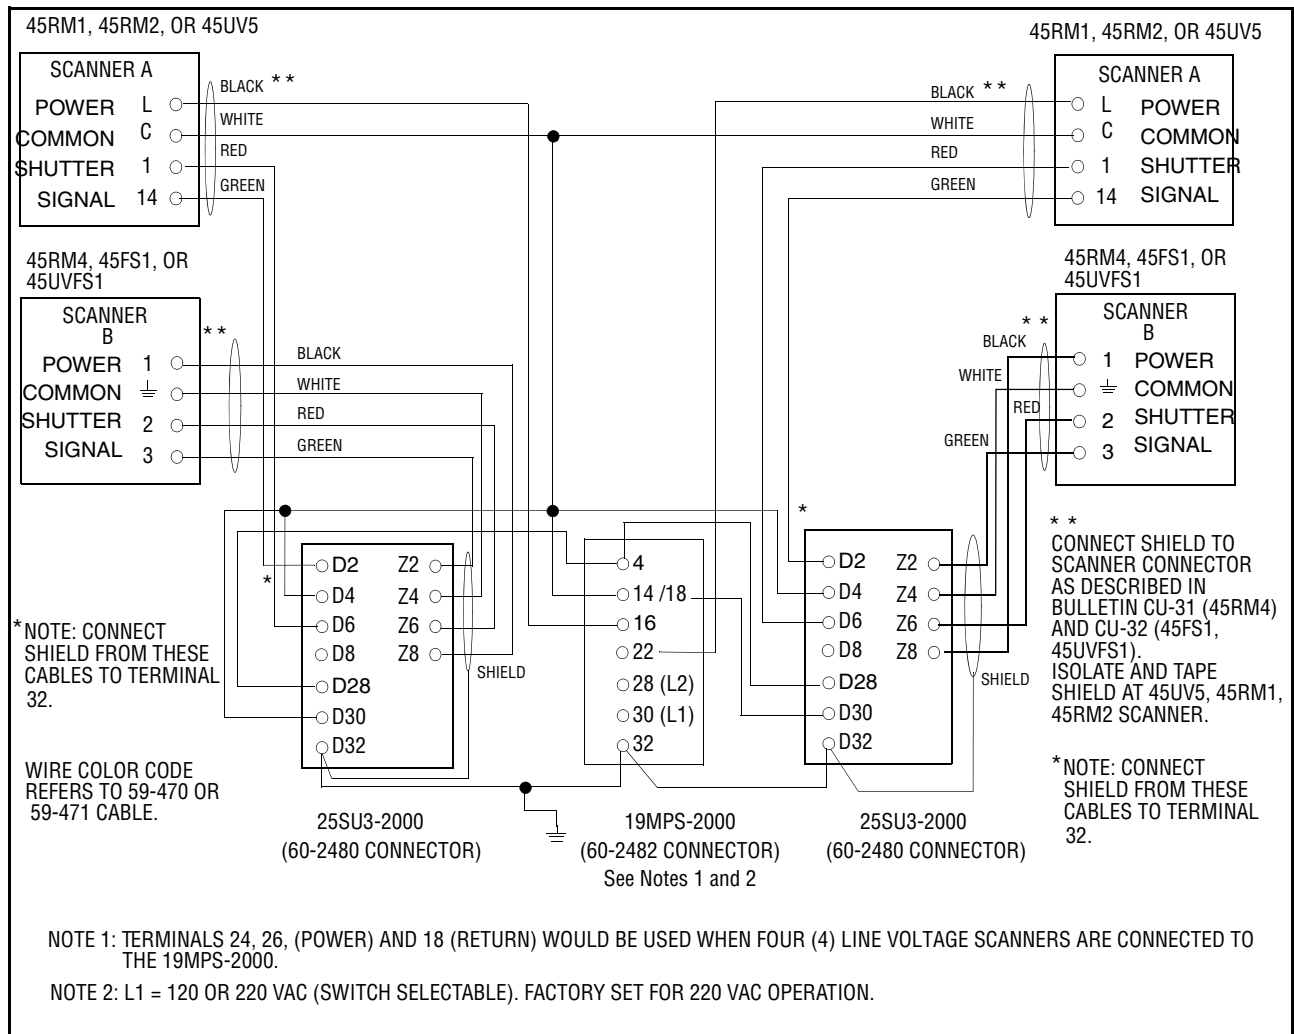 45RM1, 45RM2, OR 45UV5
SCANNER A
POWER L
COMMON C
SHUTTER 1
SIGNAL 14
BLACK **
WHITE
RED
GREEN
45RM1, 45RM2, OR 45UV5
SCANNER A
L POWER
C COMMON
1 SHUTTER
14 SIGNAL
BLACK **
WHITE
RED
GREEN
45RM4, 45FS1, OR
45UVFS1
SCANNER
B
POWER 1
COMMON
SHUTTER 2
SIGNAL 3
**
BLACK
WHITE
RED
GREEN
45RM4, 45FS1, OR
45UVFS1
SCANNER
B
1 POWER
COMMON
2 SHUTTER
3 SIGNAL
**
BLACK
WHITE
RED
GREEN
*
D2 Z2
D4 Z4
D6 Z6
D8 Z8
D28
D30
D32
SHIELD
4
14 /18
16
22
28 (L2)
30 (L1)
32
*
D2 Z2
D4 Z4
D6 Z6
D8 Z8
D28
D30
D32
SHIELD
*NOTE: CONNECT
SHIELD FROM THESE
CABLES TO TERMINAL
32.
WIRE COLOR CODE
REFERS TO 59-470 OR
59-471 CABLE.
**
CONNECT SHIELD TO
SCANNER CONNECTOR
AS DESCRIBED IN
BULLETIN CU-31 (45RM4)
AND CU-32 (45FS1,
45UVFS1).
ISOLATE AND TAPE
SHIELD AT 45UV5, 45RM1,
45RM2 SCANNER.
*NOTE: CONNECT
SHIELD FROM THESE
CABLES TO TERMINAL
32.
25SU3-2000
(60-2480 CONNECTOR)
19MPS-2000
(60-2482 CONNECTOR)
See Notes 1 and 2
25SU3-2000
(60-2480 CONNECTOR)
NOTE 1: TERMINALS 24, 26, (POWER) AND 18 (RETURN) WOULD BE USED WHEN FOUR (4) LINE VOLTAGE SCANNERS ARE CONNECTED TO
THE 19MPS-2000.
NOTE 2: L1 = 120 OR 220 VAC (SWITCH SELECTABLE). FACTORY SET FOR 220 VAC OPERATION.